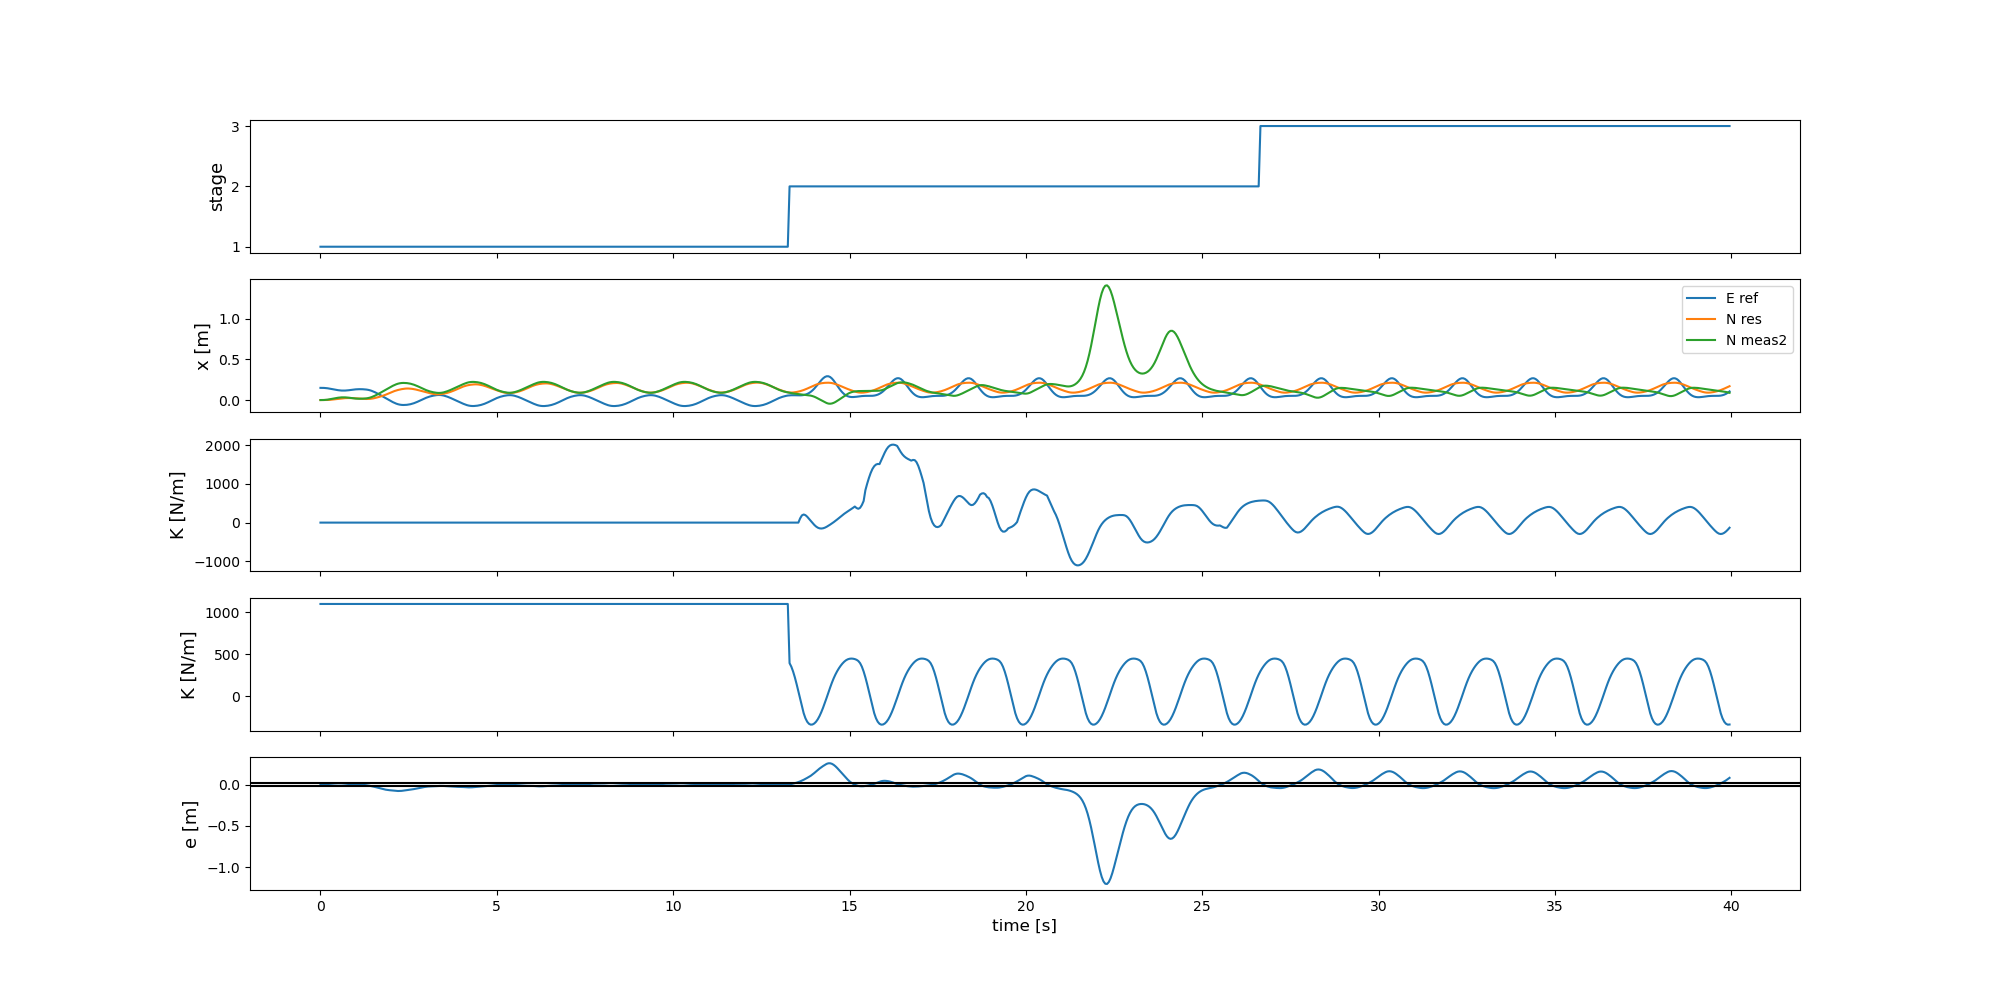 3
2
1
stage
1.0
0.5
0.0
x [m]
E ref
N res
N meas2
2000
1000
0
−1000
K [N/m]
1000
500
0
K [N/m]
0.0
−0.5
−1.0
e [m]
0 5 10 15 20 25 30 35 40
time [s]